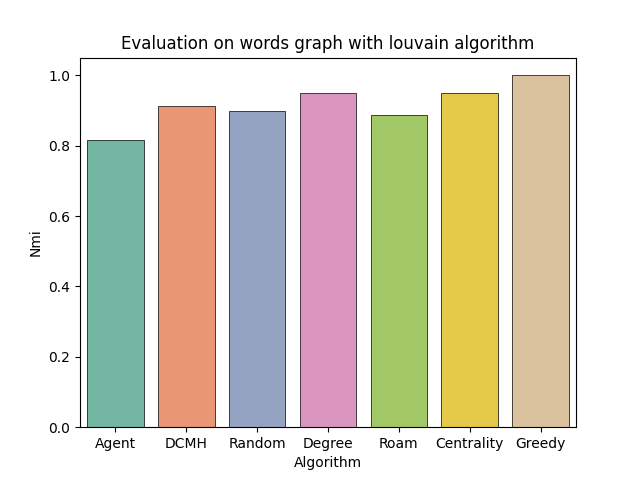 Evaluation on words graph with louvain algorithm
1.0
0.8
0.6
0.4
0.2
0.0
Nmi
Agent DCMH Random Degree Roam Centrality Greedy
Algorithm